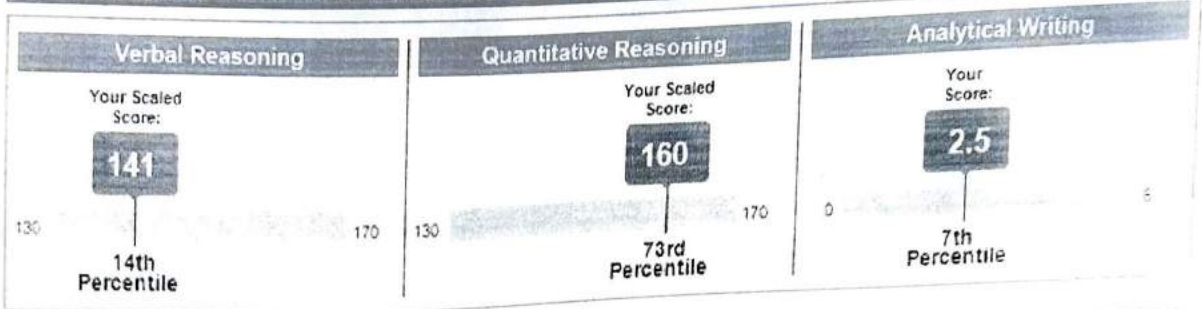 Verbal Reasoning
Your Scaled
Score:
141
130
170
14th
Percentile
Quantitative Reasoning
Your Scaled
Score:
160
130
170
73rd
Percentile
Analytical Writing
Your
Score:
2.5
0
6
7th
Percentile